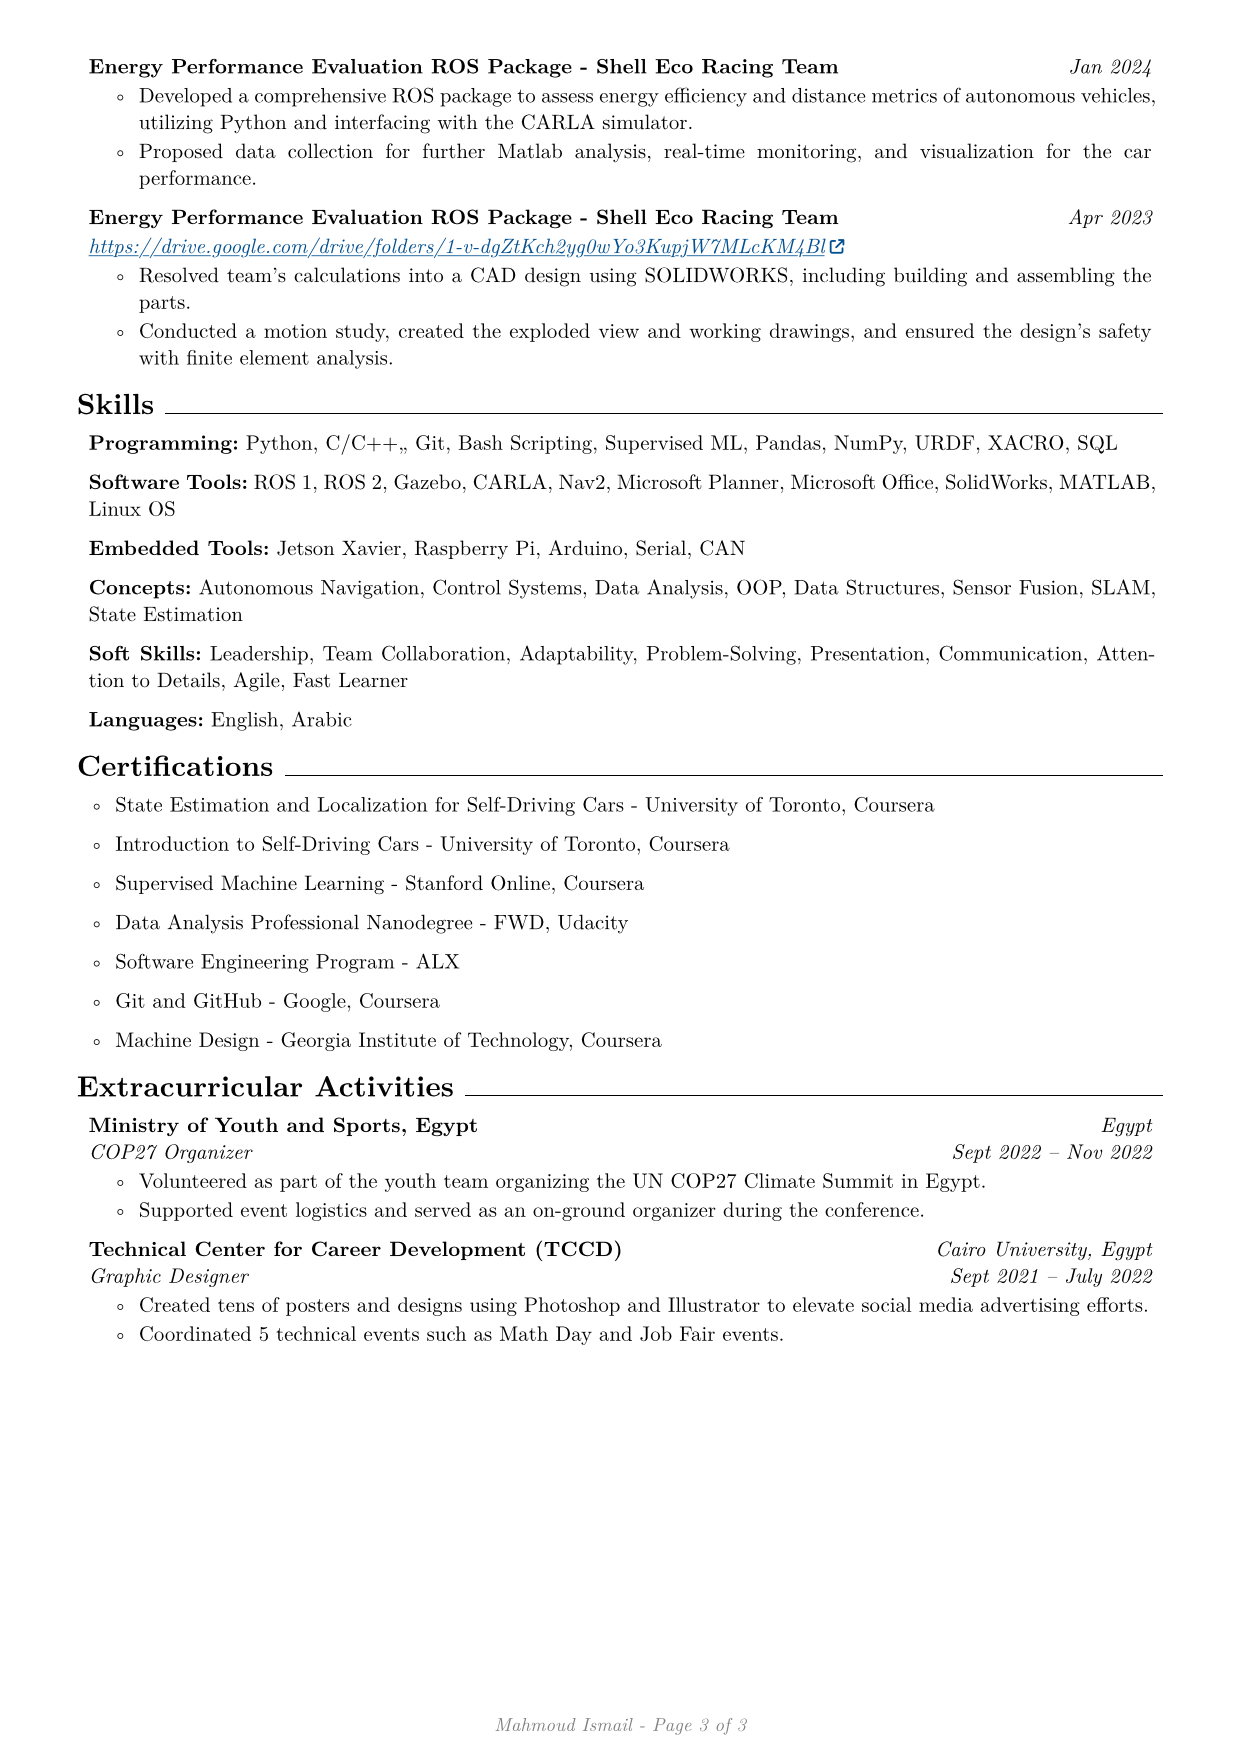 Energy Performance Evaluation ROS Package - Shell Eco Racing Team Jan 2024
◦ Developed a comprehensive ROS package to assess energy efficiency and distance metrics of autonomous vehicles,
utilizing Python and interfacing with the CARLA simulator.
◦ Proposed data collection for further Matlab analysis, real-time monitoring, and visualization for the car
performance.
Energy Performance Evaluation ROS Package - Shell Eco Racing Team Apr 2023
https://drive.google.com/drive/folders/1-v-dgZtKch2yg0wYo3KupjW7MLcKM4Bl
◦ Resolved team's calculations into a CAD design using SOLIDWORKS, including building and assembling the
parts.
◦ Conducted a motion study, created the exploded view and working drawings, and ensured the design's safety
with finite element analysis.
Skills
Programming: Python, C/C++,, Git, Bash Scripting, Supervised ML, Pandas, NumPy, URDF, XACRO, SQL
Software Tools: ROS 1, ROS 2, Gazebo, CARLA, Nav2, Microsoft Planner, Microsoft Office, SolidWorks, MATLAB,
Linux OS
Embedded Tools: Jetson Xavier, Raspberry Pi, Arduino, Serial, CAN
Concepts: Autonomous Navigation, Control Systems, Data Analysis, OOP, Data Structures, Sensor Fusion, SLAM,
State Estimation
Soft Skills: Leadership, Team Collaboration, Adaptability, Problem-Solving, Presentation, Communication, Atten-
tion to Details, Agile, Fast Learner
Languages: English, Arabic
Certifications
◦ State Estimation and Localization for Self-Driving Cars - University of Toronto, Coursera
◦ Introduction to Self-Driving Cars - University of Toronto, Coursera
◦ Supervised Machine Learning - Stanford Online, Coursera
◦ Data Analysis Professional Nanodegree - FWD, Udacity
◦ Software Engineering Program - ALX
◦ Git and GitHub - Google, Coursera
◦ Machine Design - Georgia Institute of Technology, Coursera
Extracurricular Activities
Ministry of Youth and Sports, Egypt Egypt
COP27 Organizer Sept 2022 – Nov 2022
◦ Volunteered as part of the youth team organizing the UN COP27 Climate Summit in Egypt.
◦ Supported event logistics and served as an on-ground organizer during the conference.
Technical Center for Career Development (TCCD) Cairo University, Egypt
Graphic Designer Sept 2021 – July 2022
◦ Created tens of posters and designs using Photoshop and Illustrator to elevate social media advertising efforts.
◦ Coordinated 5 technical events such as Math Day and Job Fair events.
Mahmoud Ismail - Page 3 of 3